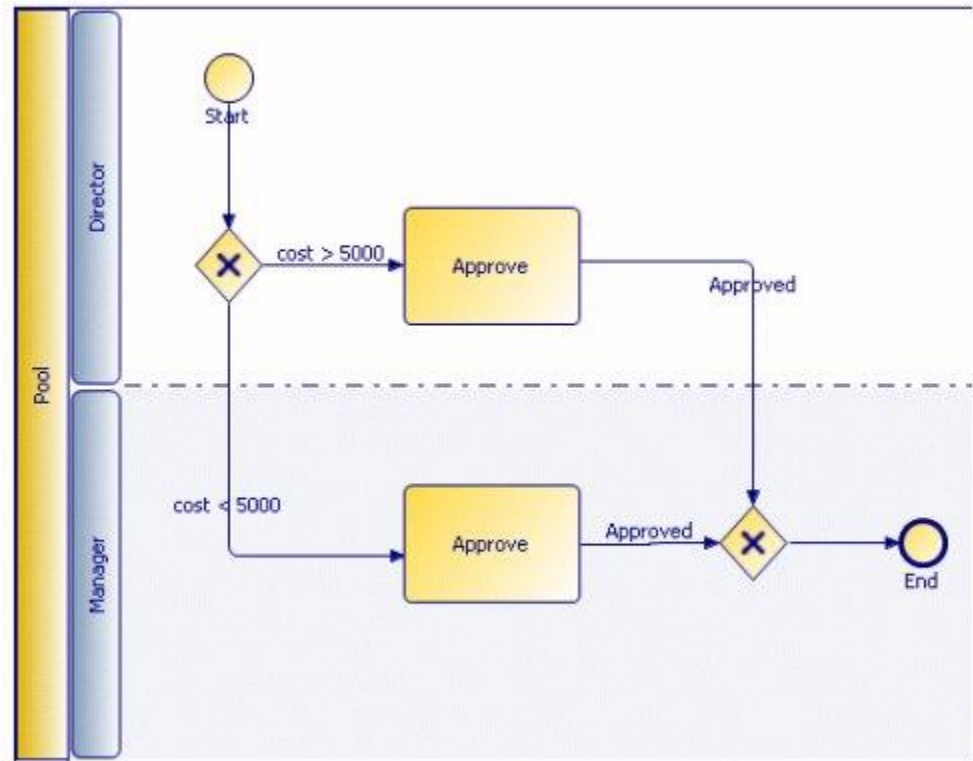 Pool
Director
Start
cost > 5000
Approve
Approved
Manager
cost < 5000
Approve
Approved
End